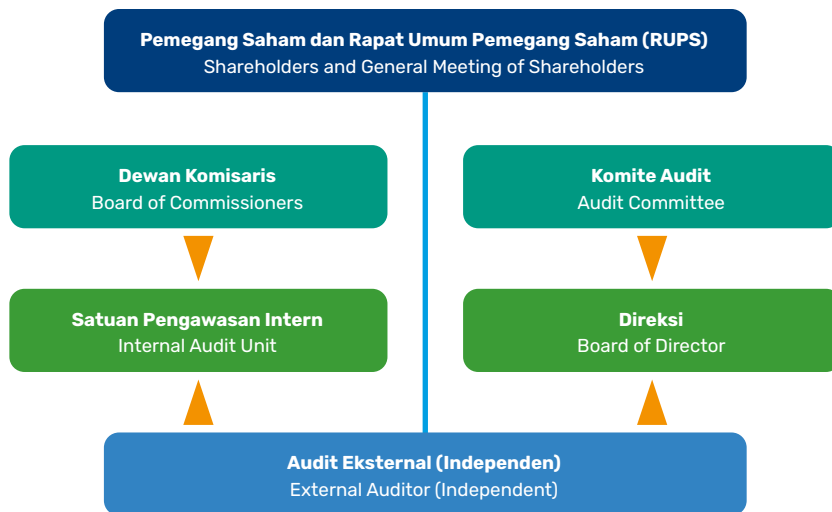 Pemegang Saham dan Rapat Umum Pemegang Saham (RUPS)
Shareholders and General Meeting of Shareholders
Dewan Komisaris
Board of Commissioners
Komite Audit
Audit Committee
Satuan Pengawasan Intern
Internal Audit Unit
Direksi
Board of Director
Audit Eksternal (Independen)
External Auditor (Independent)